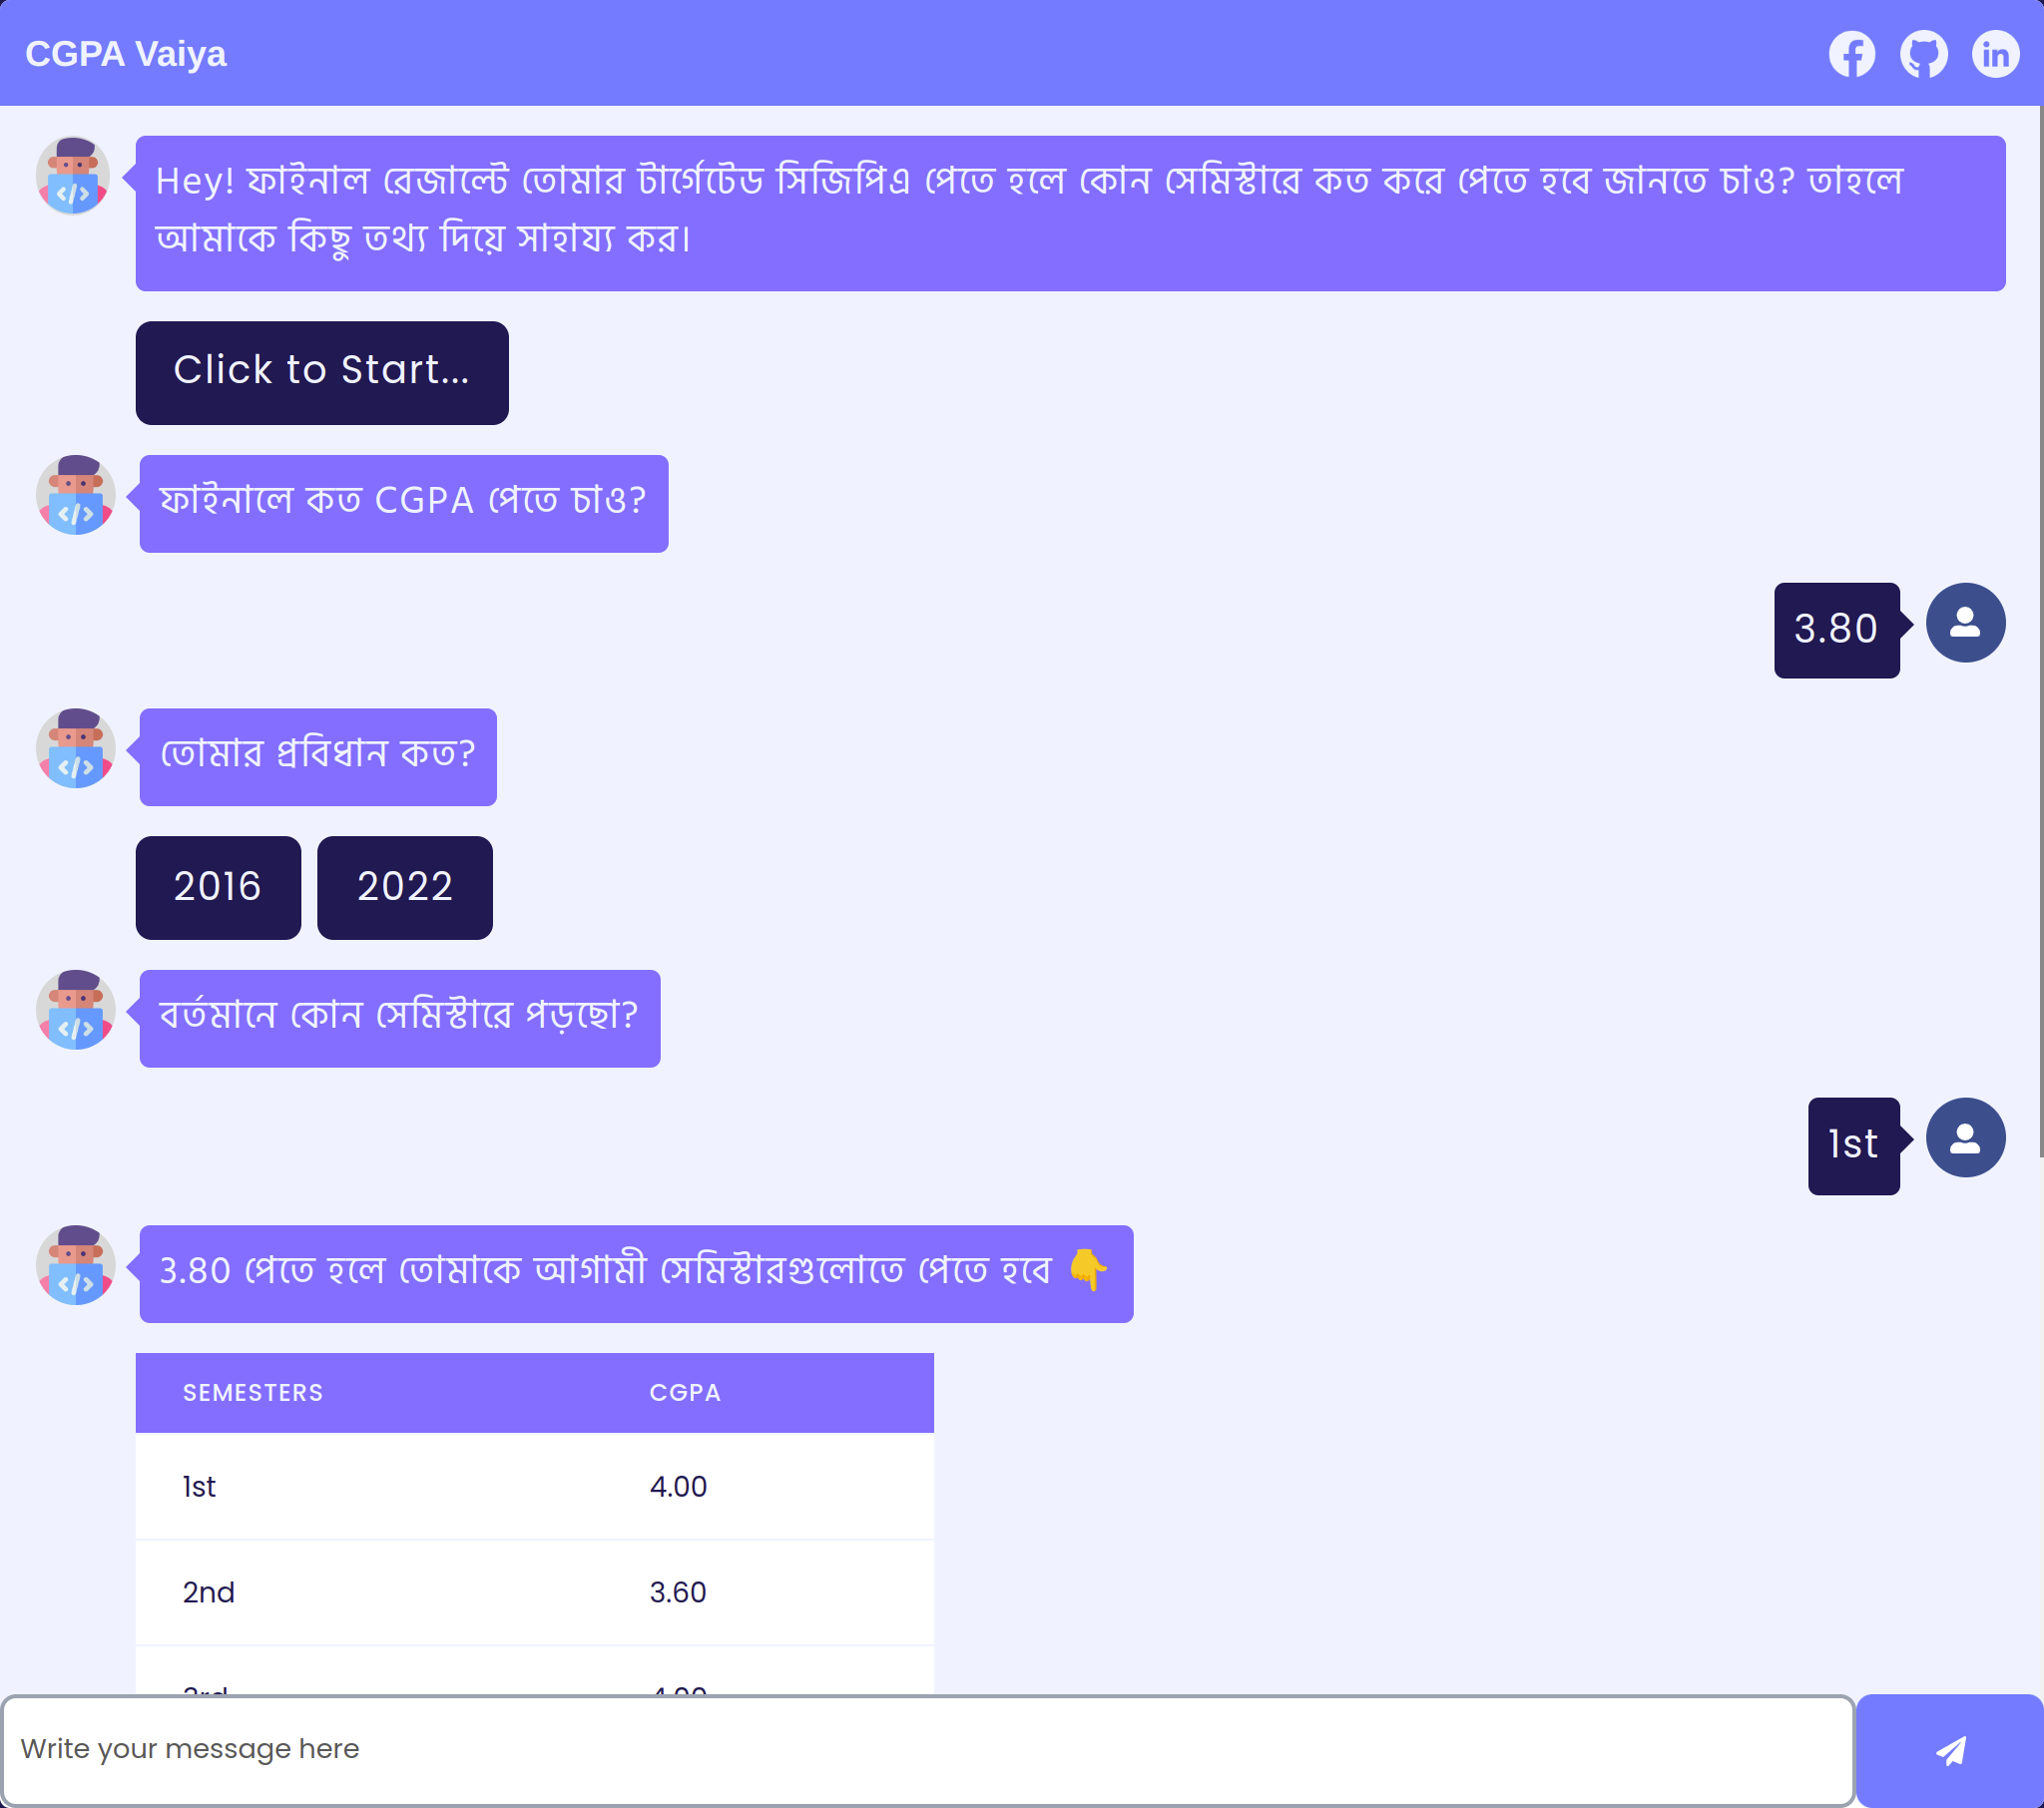 CGPA Vaiya
Hey! ফাইনাল রেজাল্টে তোমার টার্গেটেড সিজিপিএ পেতে হলে কোন সেমিস্টারে কত করে পেতে হবে জানতে চাও? তাহলে
আমাকে কিছু তথ্য দিয়ে সাহায্য কর।
Click to Start...
ফাইনালে কত CGPA পেতে চাও?
3.80
তোমার প্রবিধান কত?
2016 2022
বর্তমানে কোন সেমিস্টারে পড়ছো?
1st
3.80 পেতে হলে তোমাকে আগামী সেমিস্টারগুলোতে পেতে হবে 👇
SEMESTERS CGPA
1st 4.00
2nd 3.60
Write your message here